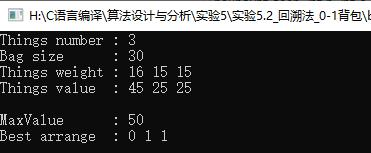 H:\C语言编译\算法设计与分析\实验5\实验5.2_回溯法_0-1背包\b
Things number : 3
Bag size : 30
Things weight : 16 15 15
Things value : 45 25 25
MaxValue : 50
Best arrange : 0 1 1